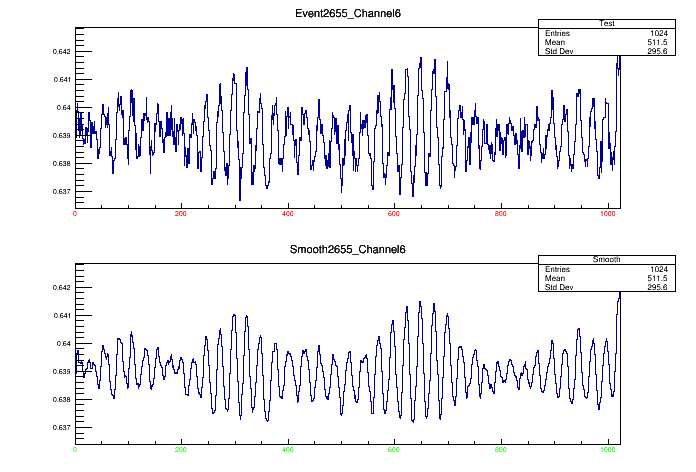 Event2655_Channel6
Test
Entries 1024
Mean 511.5
Std Dev 295.6
0.642
0.641
0.64
0.639
0.638
0.637
0 200 400 600 800 1000
Smooth2655_Channel6
Smooth
Entries 1024
Mean 511.5
Std Dev 295.6
0.642
0.641
0.64
0.639
0.638
0.637
0 200 400 600 800 1000